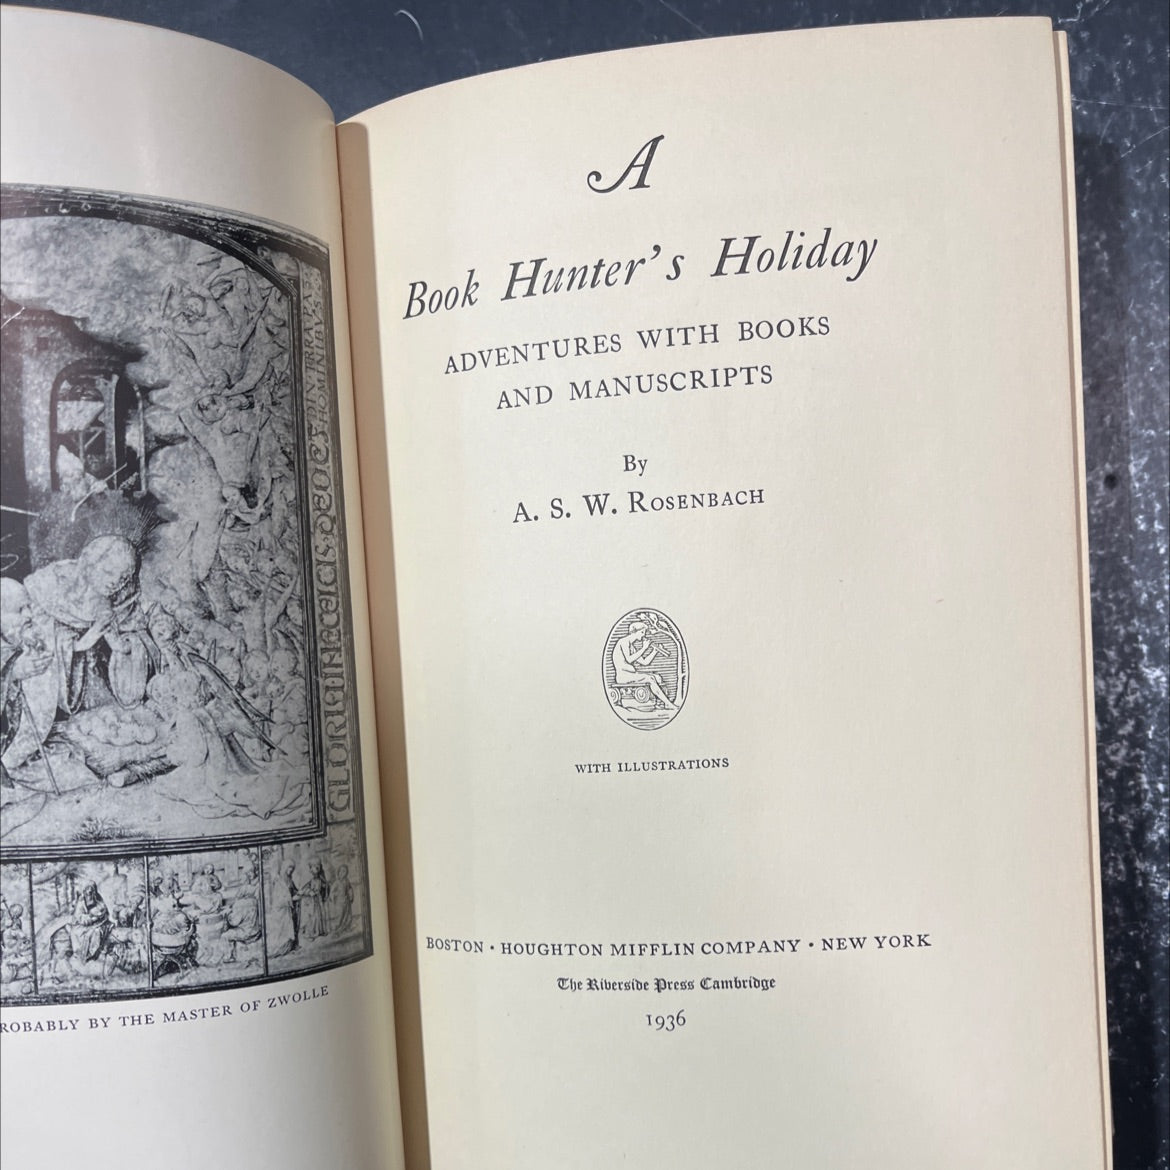 PROBABLY BY THE MASTER OF ZWOLLE
A
Book Hunter's Holiday
ADVENTURES WITH BOOKS
AND MANUSCRIPTS
By
A. S. W. ROSENBACH
WITH ILLUSTRATIONS
BOSTON · HOUGHTON MIFFLIN COMPANY · NEW YORK
The Riverside Press Cambridge
1936